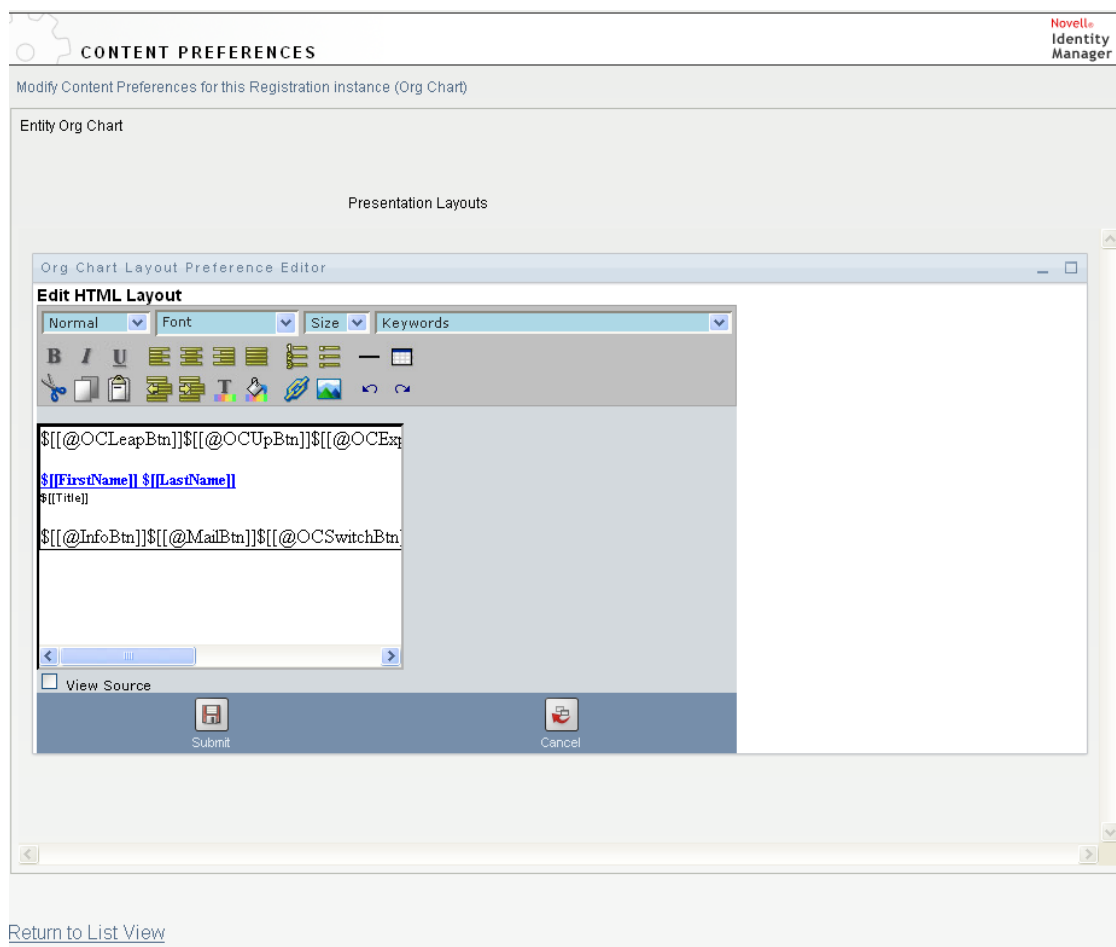 Novell®
Identity
Manager
CONTENT PREFERENCES
Modify Content Preferences for this Registration instance (Org Chart)
Entity Org Chart
Presentation Layouts
Org Chart Layout Preference Editor
Edit HTML Layout
Normal Font Size Keywords
B I U
T
$[[@OCLeapBtn]]$[[@OCUpBtn]]$[[@OCExp
$[[FirstName]] $[[LastName]]
$[[Title]]
$[[@InfoBtn]]$[[@MailBtn]]$[[@OCSwitchBtn]
View Source
Submit Cancel
Return to List View